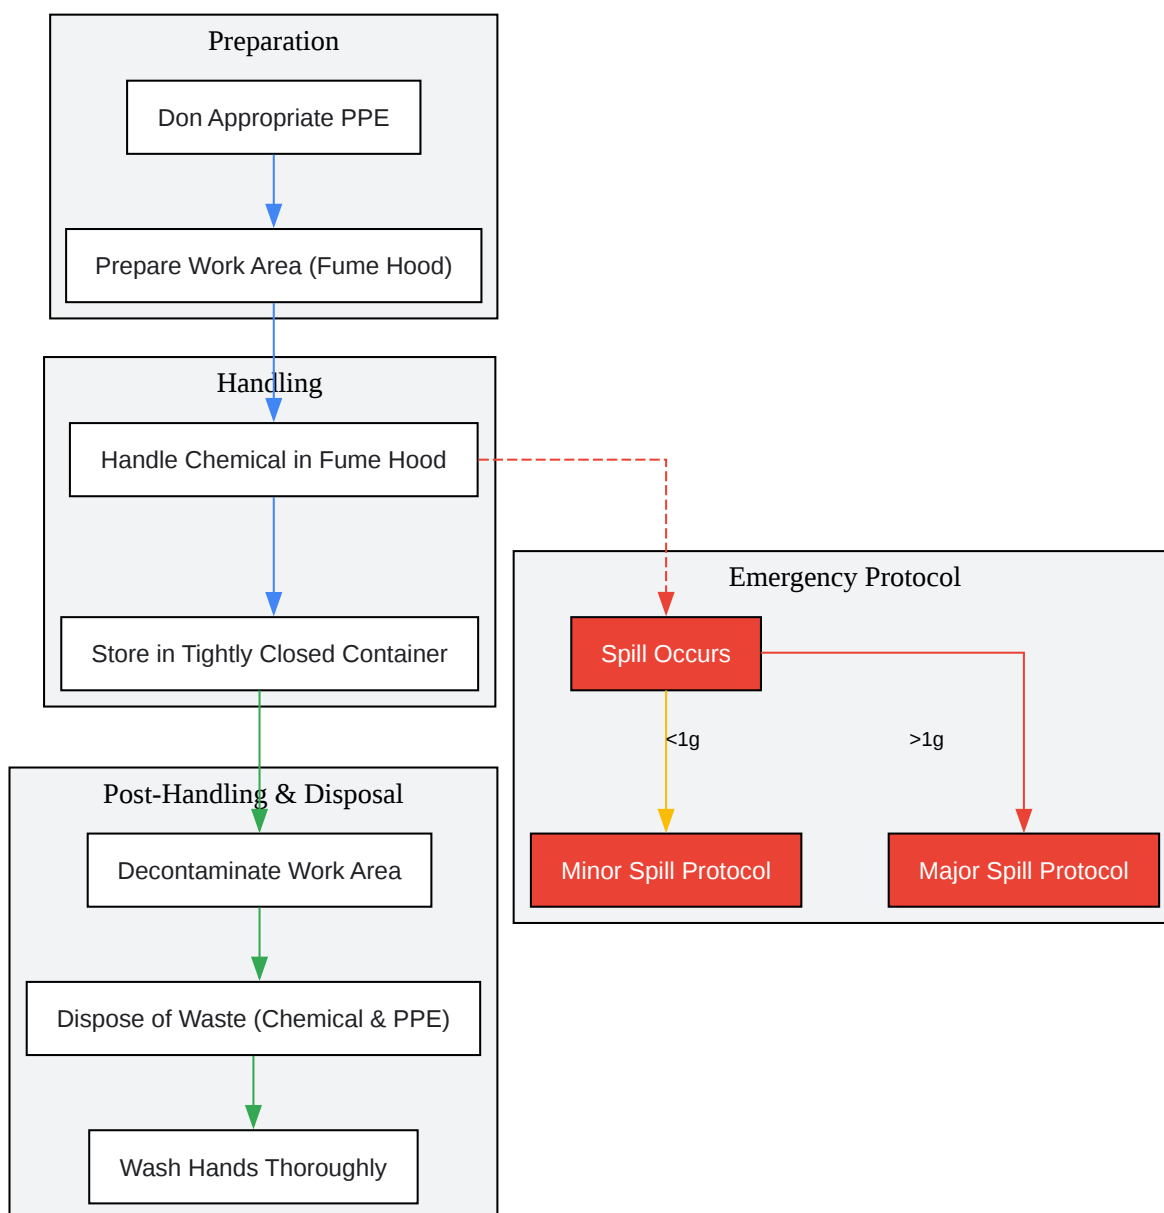 Preparation
Don Appropriate PPE
Prepare Work Area (Fume Hood)
Handling
Handle Chemical in Fume Hood
Store in Tightly Closed Container
Emergency Protocol
Spill Occurs
<1g
>1g
Minor Spill Protocol
Major Spill Protocol
Post-Handling & Disposal
Decontaminate Work Area
Dispose of Waste (Chemical & PPE)
Wash Hands Thoroughly